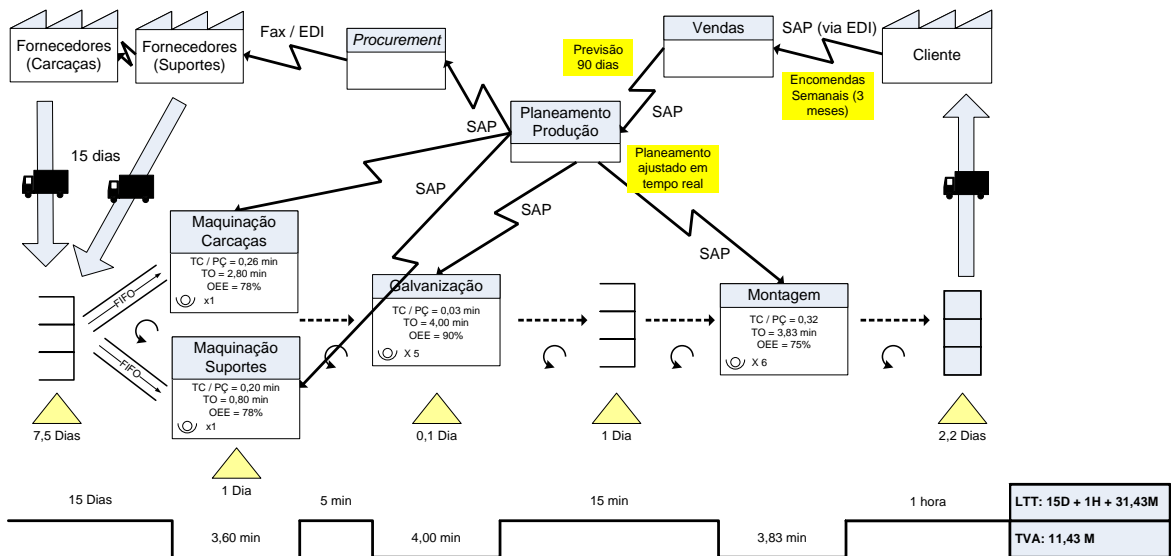 Fornecedores
(Carcaças)
Fornecedores
(Suportes)
Fax / EDI
Procurement
Vendas
SAP (via EDI)
Cliente
Previsão
90 dias
Encomendas
Semanais (3
meses)
SAP
Planeamento
Produção
SAP
Planeamento
ajustado em
tempo real
15 dias
SAP
SAP
SAP
Maquinação
Carcaças
TC / PÇ = 0,26 min
TO = 2,80 min
OEE = 78%
x1
FIFO
FIFO
Galvanização
TC / PÇ = 0,03 min
TO = 4,00 min
OEE = 90%
X 5
Montagem
TC / PÇ = 0,32
TO = 3,83 min
OEE = 75%
X 6
Maquinação
Suportes
TC / PÇ = 0,20 min
TO = 0,80 min
OEE = 78%
x1
7,5 Dias
1 Dia
0,1 Dia
1 Dia
2,2 Dias
15 Dias
5 min
15 min
1 hora
LTT: 15D + 1H + 31,43M
3,60 min
4,00 min
3,83 min
TVA: 11,43 M